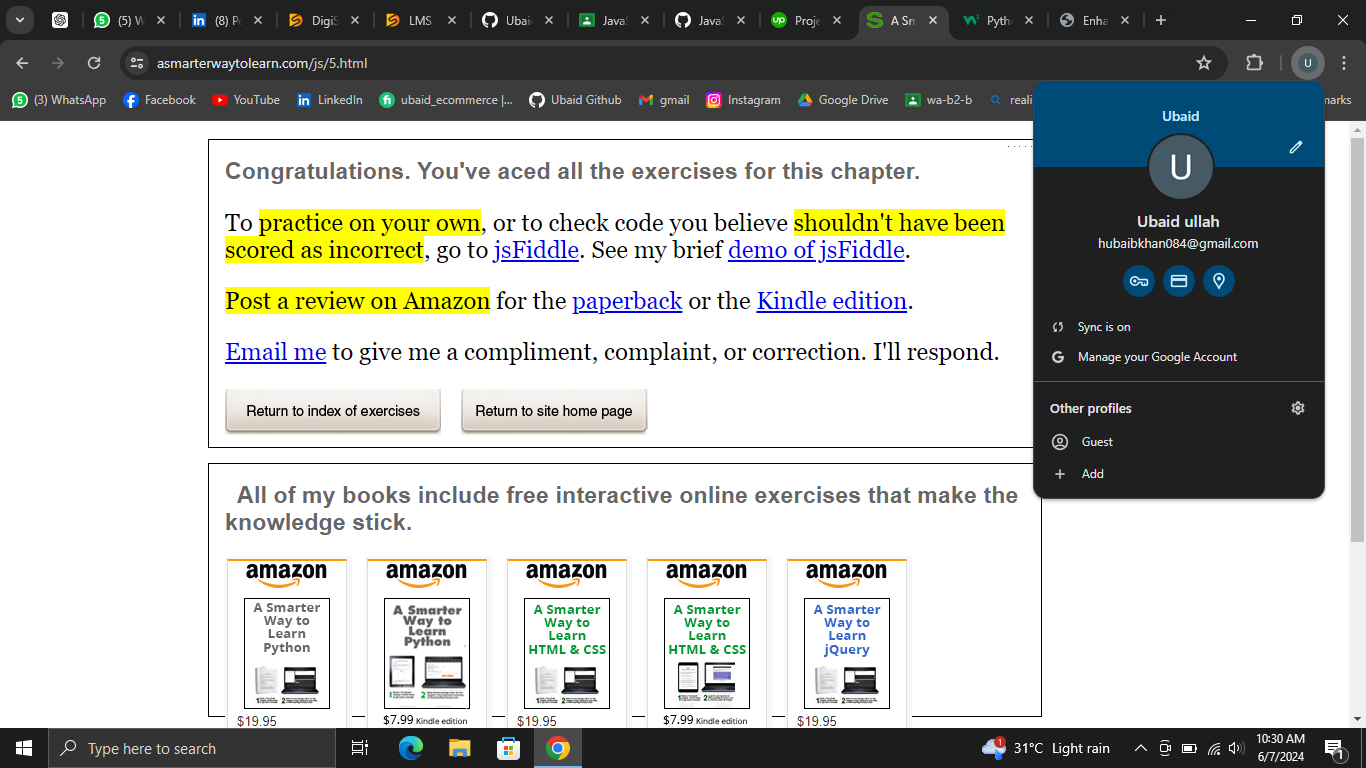 (5) W
(8) Po
DigiS
LMS
Ubaid
JavaS
JavaS
Proje
A Sm
Pytho
Enha
asmarterwaytolearn.com/js/5.html
U
(3) WhatsApp
Facebook
YouTube
LinkedIn
ubaid_ecommerce |...
Ubaid Github
gmail
Instagram
Google Drive
wa-b2-b
reali
marks
Congratulations. You've aced all the exercises for this chapter.
To practice on your own, or to check code you believe shouldn't have been
scored as incorrect, go to jsFiddle. See my brief demo of jsFiddle.
Post a review on Amazon for the paperback or the Kindle edition.
Email me to give me a compliment, complaint, or correction. I'll respond.
Return to index of exercises
Return to site home page
Ubaid
U
Ubaid ullah
hubaibkhan084@gmail.com
Sync is on
Manage your Google Account
Other profiles
Guest
Add
All of my books include free interactive online exercises that make the
knowledge stick.
amazon
A Smarter
Way to
Learn
Python
$19.95
amazon
A Smarter
Way to
Learn
Python
$7.99 Kindle edition
amazon
A Smarter
Way to
Learn
HTML & CSS
$19.95
amazon
A Smarter
Way to
Learn
HTML & CSS
$7.99 Kindle edition
amazon
A Smarter
Way to
Learn
jQuery
$19.95
Type here to search
1
31°C Light rain
10:30 AM
6/7/2024
1